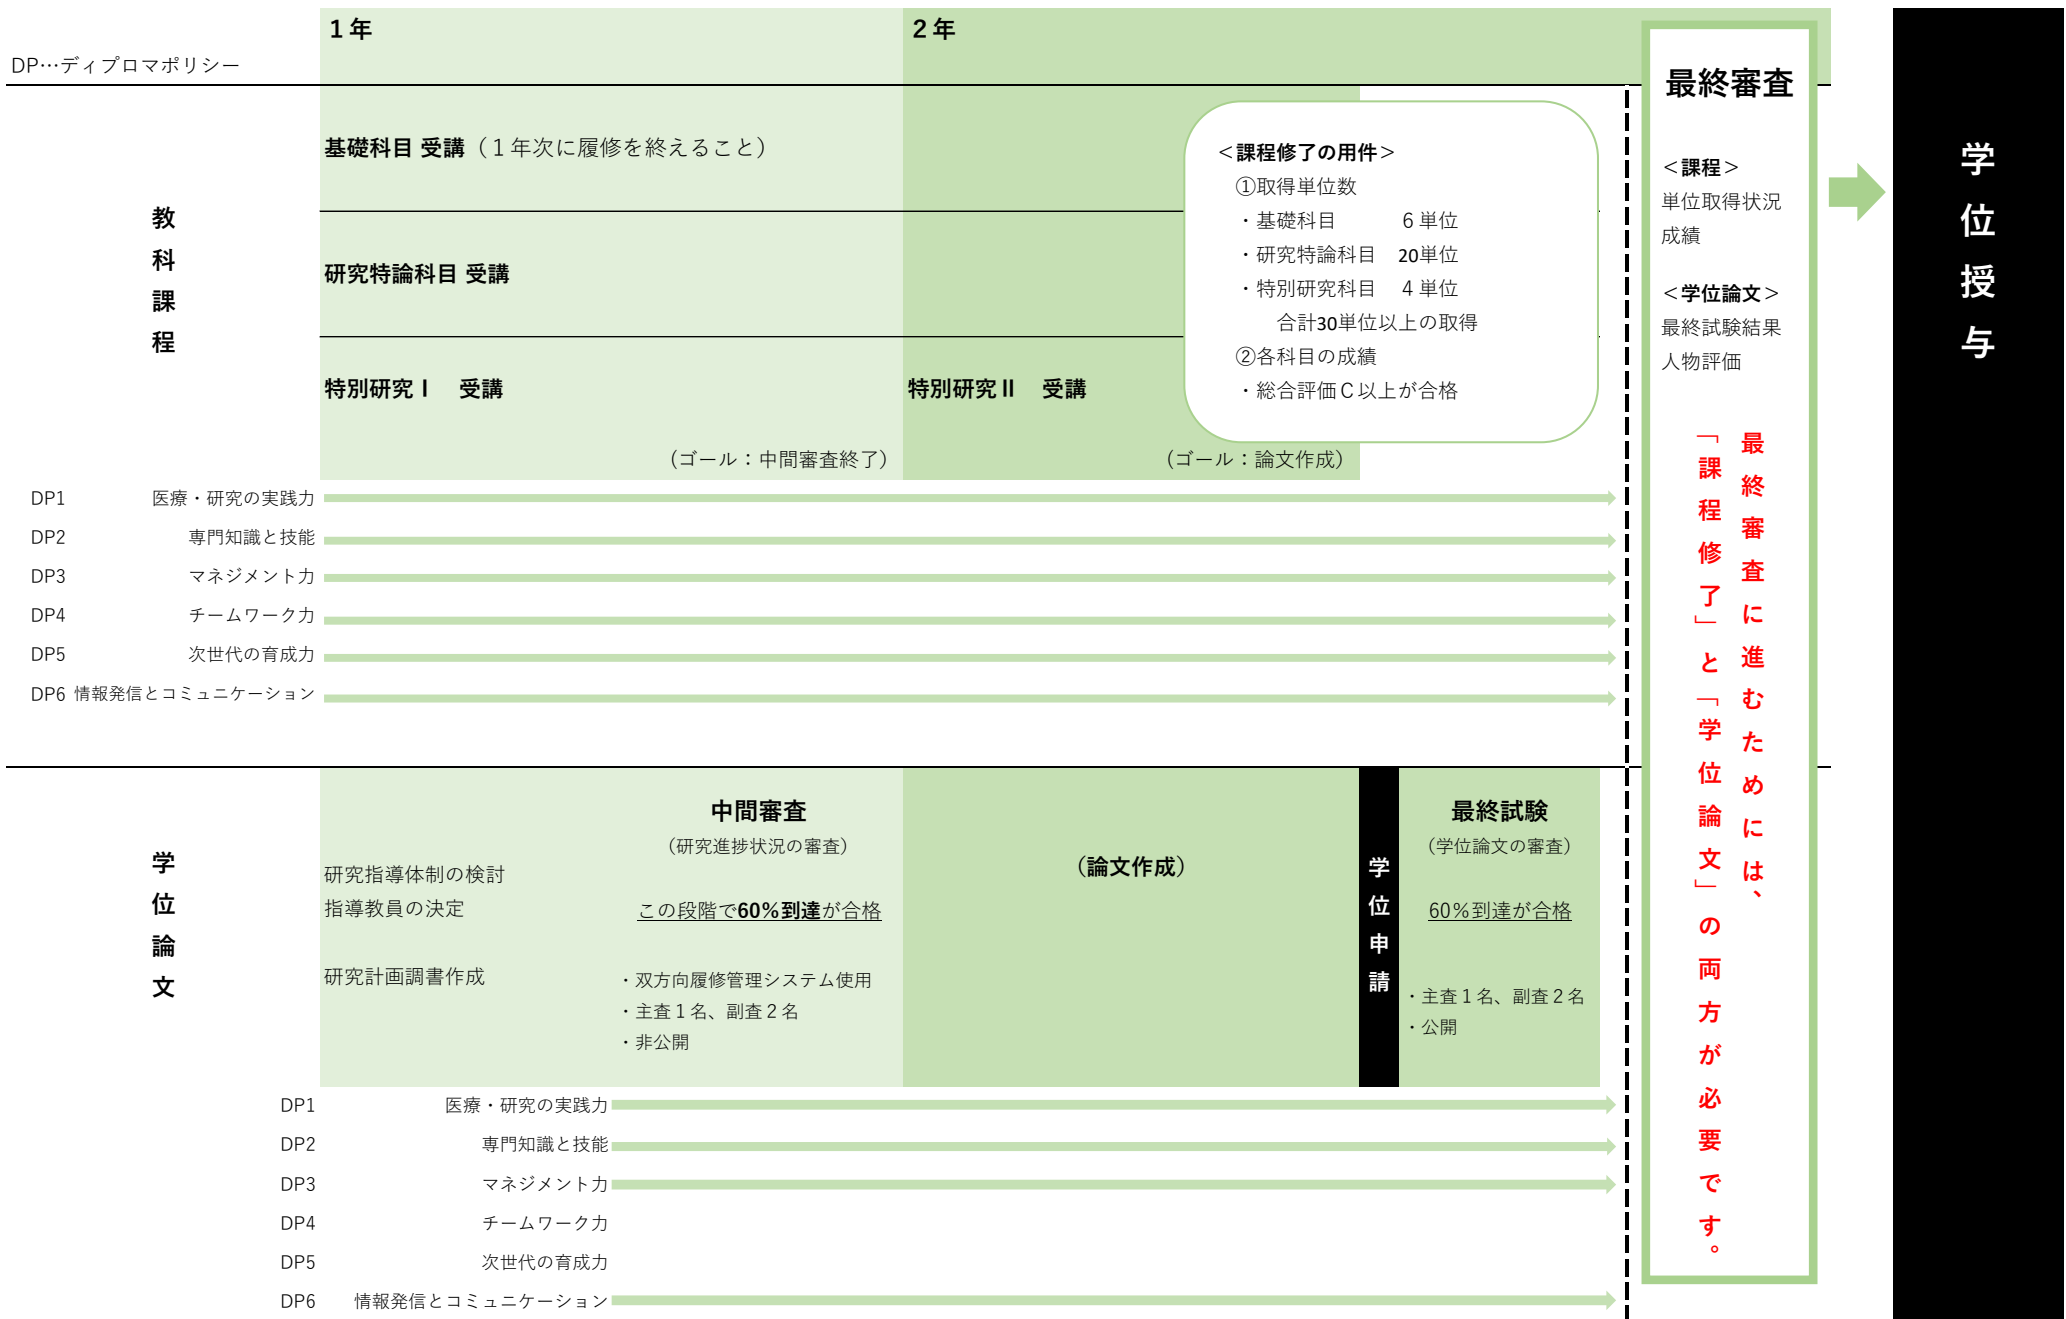 １年
２年
DP…ディプロマポリシー
教科課程
基礎科目 受講（１年次に履修を終えること）
研究特論科目 受講
特別研究Ⅰ　受講
（ゴール：中間審査終了）
特別研究Ⅱ　受講
（ゴール：論文作成）
＜課程修了の用件＞
①取得単位数
・基礎科目　　　６単位
・研究特論科目　20単位
・特別研究科目　４単位
合計30単位以上の取得
②各科目の成績
・総合評価Ｃ以上が合格
DP1　医療・研究の実践力
DP2　専門知識と技能
DP3　マネジメント力
DP4　チームワーク力
DP5　次世代の育成力
DP6 情報発信とコミュニケーション
学位論文
研究指導体制の検討
指導教員の決定
研究計画調書作成
中間審査
（研究進捗状況の審査）
この段階で60%到達が合格
・双方向履修管理システム使用
・主査１名、副査２名
・非公開
（論文作成）
学位申請
最終試験
（学位論文の審査）
60%到達が合格
・主査１名、副査２名
・公開
DP1　医療・研究の実践力
DP2　専門知識と技能
DP3　マネジメント力
DP4　チームワーク力
DP5　次世代の育成力
DP6　情報発信とコミュニケーション
最終審査
＜課程＞
単位取得状況
成績
＜学位論文＞
最終試験結果
人物評価
最終審査に進むためには、
「課程修了」と「学位論文」の両方が必要です。
学位授与